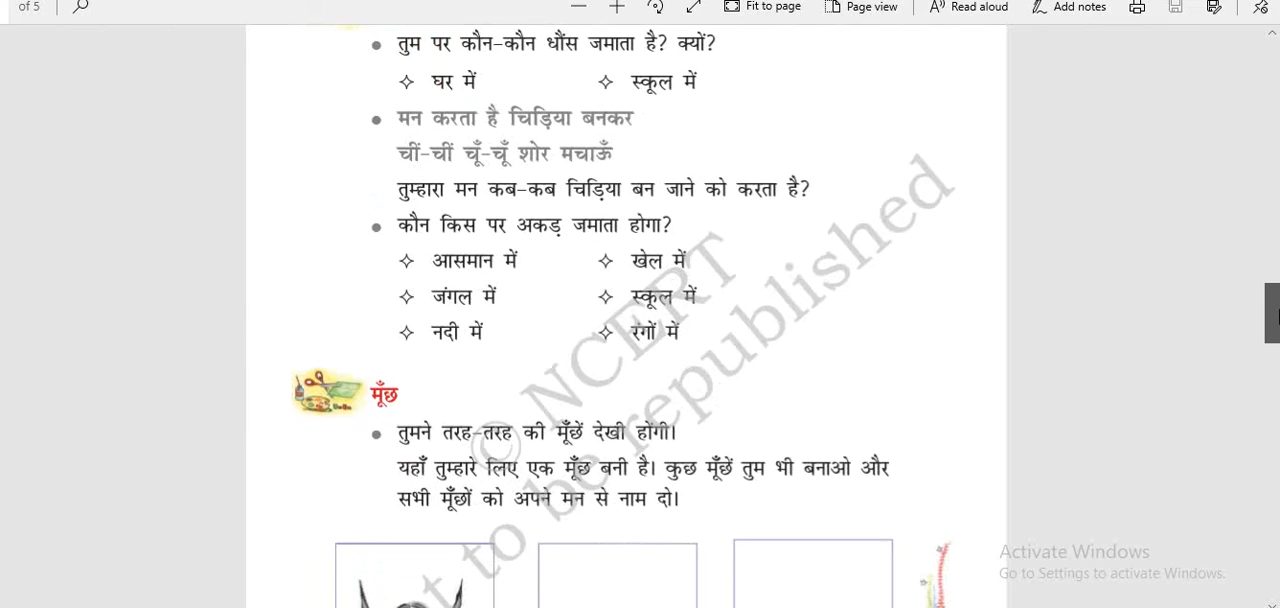 of 5
Fit to page
Page view
Read aloud
Add notes
तुम पर कौन-कौन धौंस जमाता है? क्यों?
घर में स्कूल में
मन करता है चिड़िया बनकर
चीं-चीं चूँ-चूँ शोर मचाऊँ
तुम्हारा मन कब-कब चिड़िया बन जाने को करता है?
कौन किस पर अकड़ जमाता होगा?
आसमान में खेल में
जंगल में स्कूल में
नदी में रंगों में
मूँछ
तुमने तरह-तरह की मूँछें देखी होंगी।
यहाँ तुम्हारे लिए एक मूँछ बनी है। कुछ मूँछें तुम भी बनाओ और
सभी मूँछों को अपने मन से नाम दो।
© NCERT
to be republished
Activate Windows
Go to Settings to activate Windows.